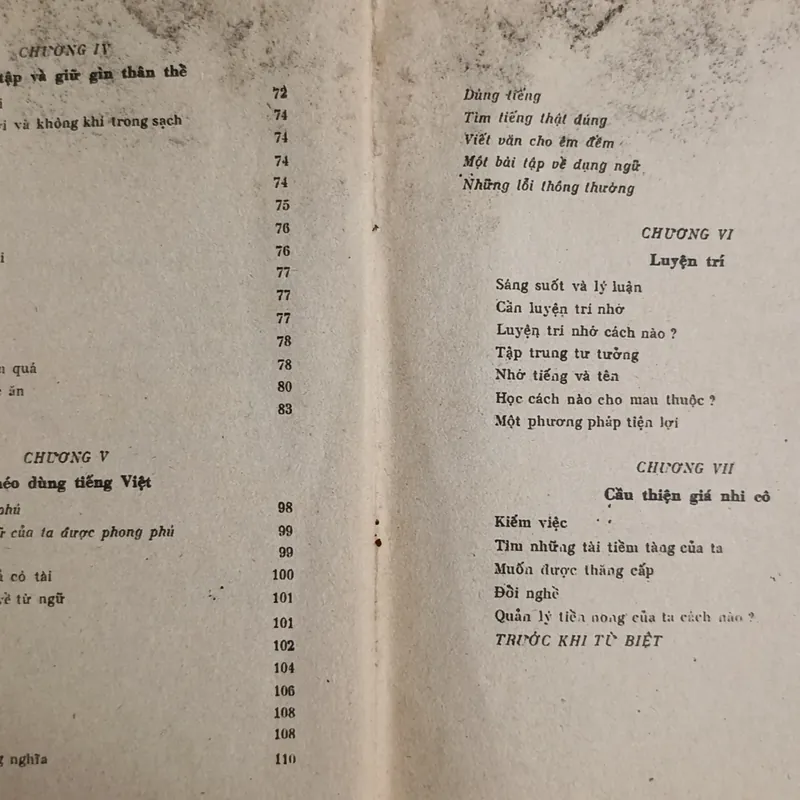 CHƯƠNG IV
tập và giữ gìn thân thể
i 72
ri và không khí trong sạch 74
74
74
74
75
76
i 76
77
77
77
78
n quá 78
ăn 80
83
CHƯƠNG V
héo dùng tiếng Việt
phú 98
của ta được phong phú 99
99
có tài 100
về từ ngữ 101
101
102
104
106
108
108
g nghĩa 110
Dùng tiếng
Tìm tiếng thật đúng
Viết văn cho êm đềm
Một bài tập về dụng ngữ
Những lỗi thông thường
CHƯƠNG VI
Luyện trí
Sáng suốt và lý luận
Cần luyện trí nhớ
Luyện trí nhớ cách nào ?
Tập trung tư tưởng
Nhớ tiếng và tên
Học cách nào cho mau thuộc ?
Một phương pháp tiện lợi
CHƯƠNG VII
Cầu thiện giá nhi cô
Kiếm việc
Tìm những tài tiềm tàng của ta
Muốn được thăng cấp
Đổi nghề
Quản lý tiền nong của ta cách nào ?
TRƯỚC KHI TỪ BIỆT